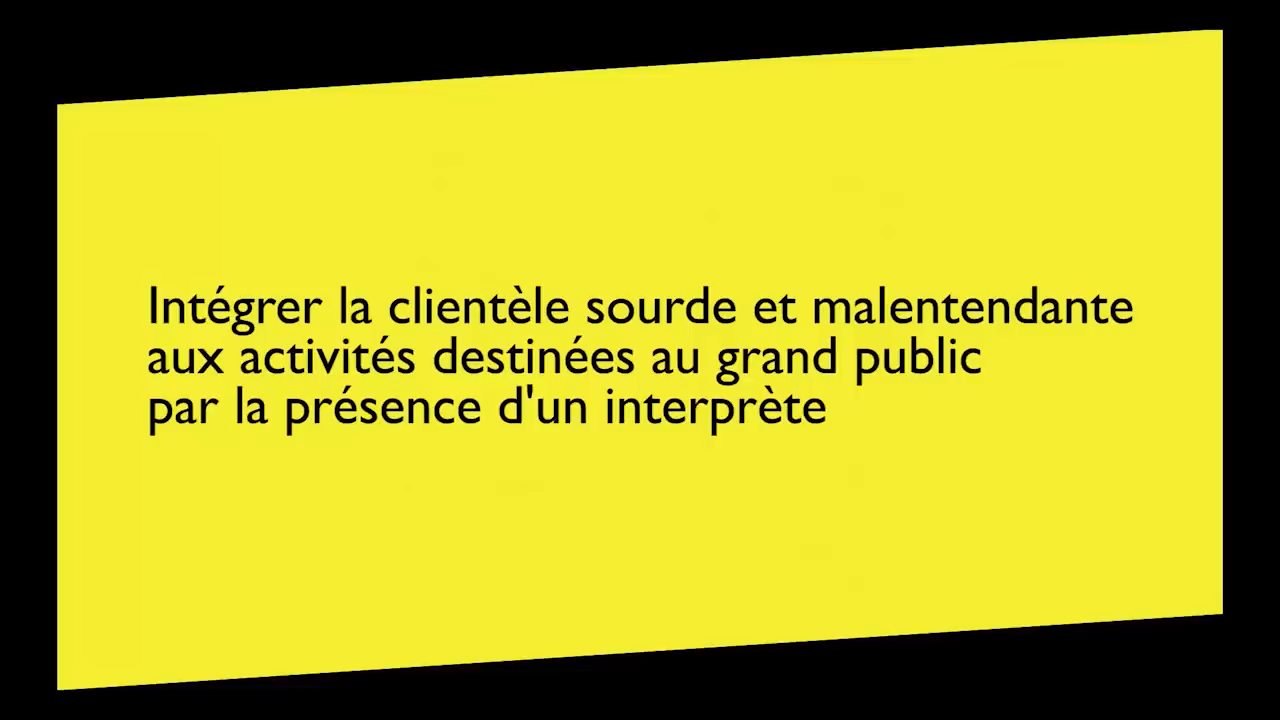 Intégrer la clientèle sourde et malentendante
aux activités destinées au grand public
par la présence d'un interprète